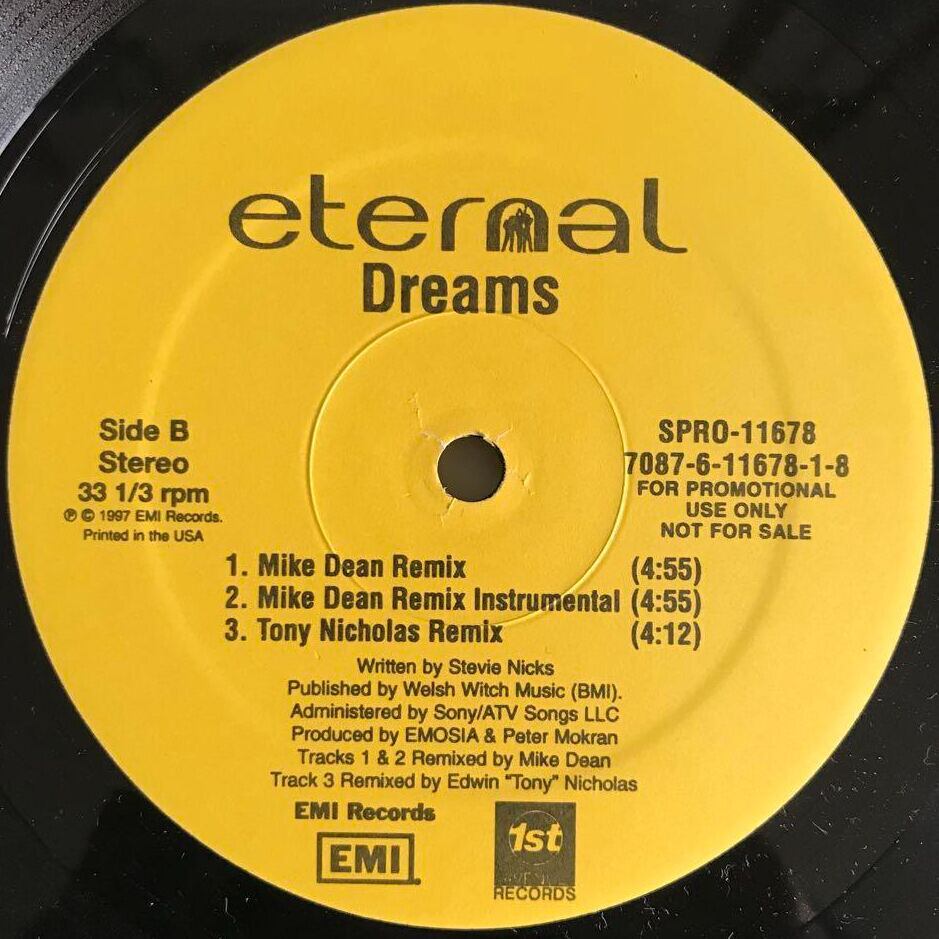 eternal
Dreams
Side B
Stereo
33 1/3 rpm
℗ © 1997 EMI Records.
Printed in the USA
SPRO-11678
7087-6-11678-1-8
FOR PROMOTIONAL
USE ONLY
NOT FOR SALE
1. Mike Dean Remix (4:55)
2. Mike Dean Remix Instrumental (4:55)
3. Tony Nicholas Remix (4:12)
Written by Stevie Nicks
Published by Welsh Witch Music (BMI).
Administered by Sony/ATV Songs LLC
Produced by EMOSIA & Peter Mokran
Tracks 1 & 2 Remixed by Mike Dean
Track 3 Remixed by Edwin "Tony" Nicholas
EMI Records
EMI
1st
RECORDS